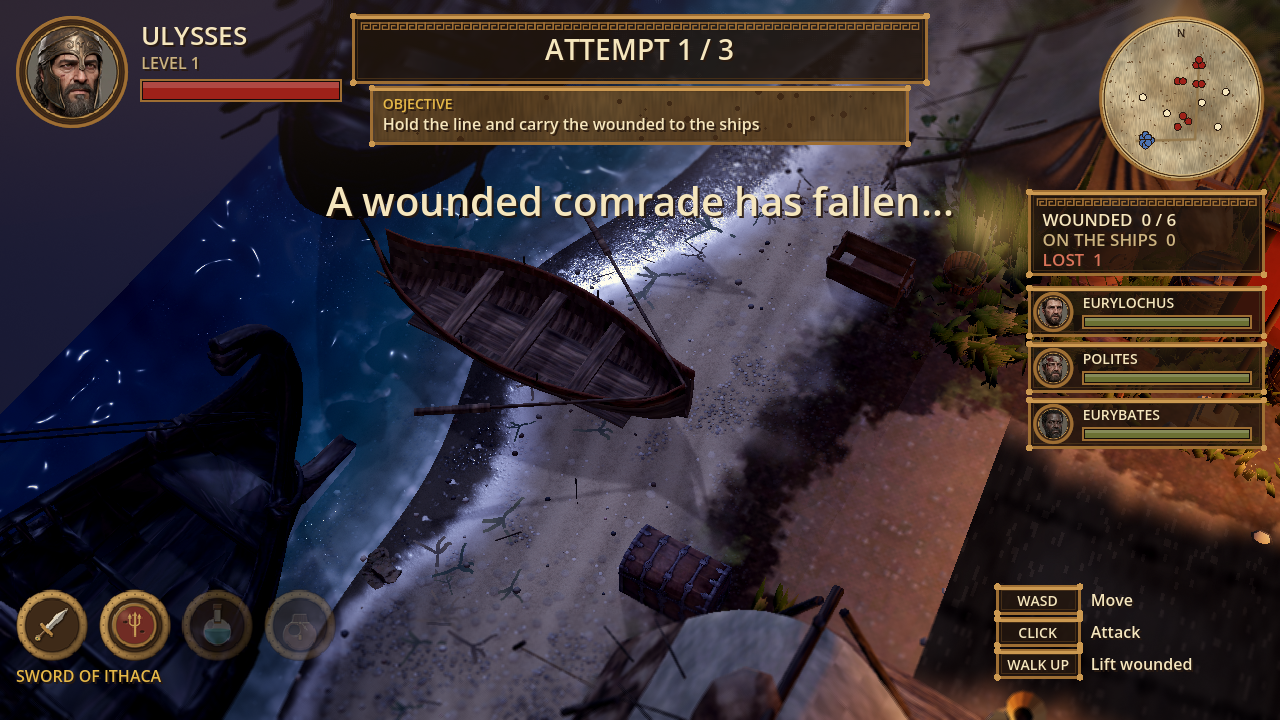 ULYSSES
LEVEL 1
ATTEMPT 1 / 3
OBJECTIVE
Hold the line and carry the wounded to the ships
N
A wounded comrade has fallen...
WOUNDED 0 / 6
ON THE SHIPS 0
LOST 1
EURYLOCHUS
POLITES
EURYBATES
SWORD OF ITHACA
WASD Move
CLICK Attack
WALK UP Lift wounded